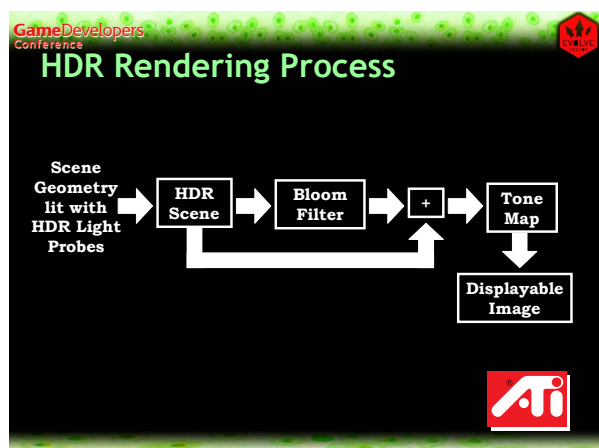 GameDevelopers
Conference
EVOLVE
HDR Rendering Process
Scene
Geometry
lit with
HDR Light
Probes
HDR
Scene
Bloom
Filter
+
Tone
Map
Displayable
Image
ATi
®